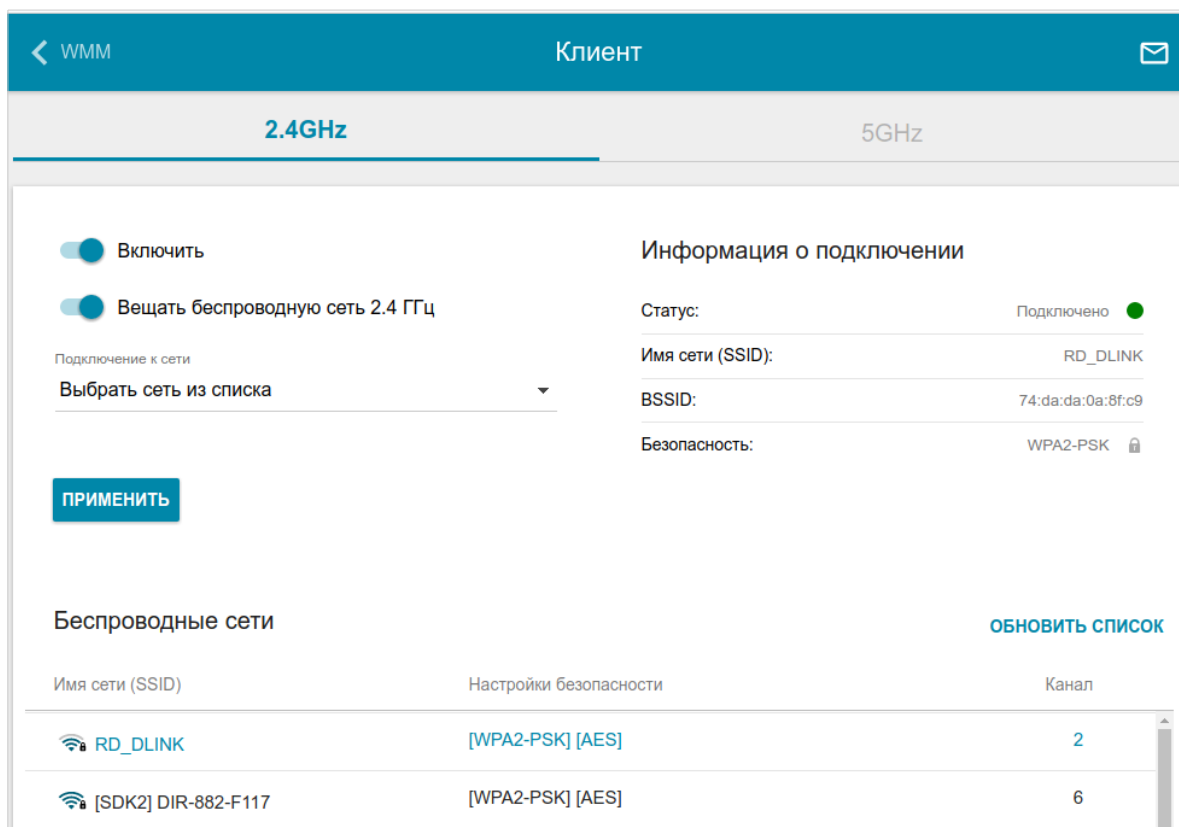 WMM
Клиент
2.4GHz
5GHz
Включить
Вещать беспроводную сеть 2.4 ГГц
Подключение к сети
Выбрать сеть из списка
ПРИМЕНИТЬ
Информация о подключении
Статус: Подключено
Имя сети (SSID): RD_DLINK
BSSID: 74:da:da:0a:8f:c9
Безопасность: WPA2-PSK
Беспроводные сети
ОБНОВИТЬ СПИСОК
Имя сети (SSID) Настройки безопасности Канал
RD_DLINK [WPA2-PSK] [AES] 2
[SDK2] DIR-882-F117 [WPA2-PSK] [AES] 6